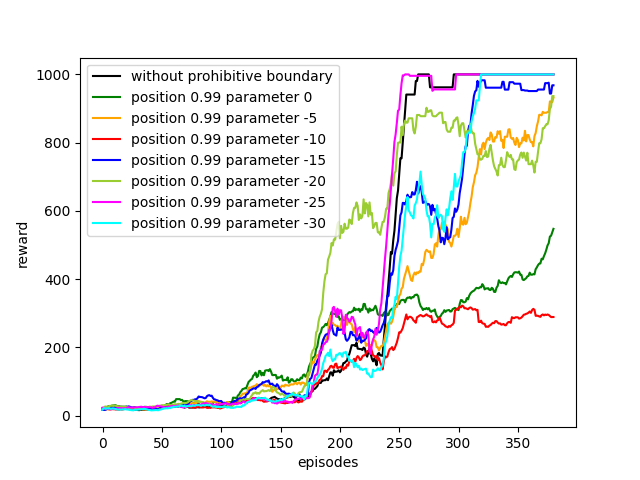 1000
800
600
400
200
0
reward
without prohibitive boundary
position 0.99 parameter 0
position 0.99 parameter -5
position 0.99 parameter -10
position 0.99 parameter -15
position 0.99 parameter -20
position 0.99 parameter -25
position 0.99 parameter -30
0 50 100 150 200 250 300 350
episodes